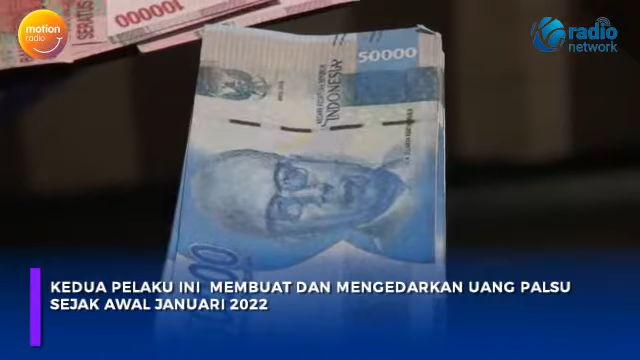 motion
radio
SERATUS
100000
50000
INDONESIA
radio
network
KEDUA PELAKU INI MEMBUAT DAN MENGEDARKAN UANG PALSU
SEJAK AWAL JANUARI 2022